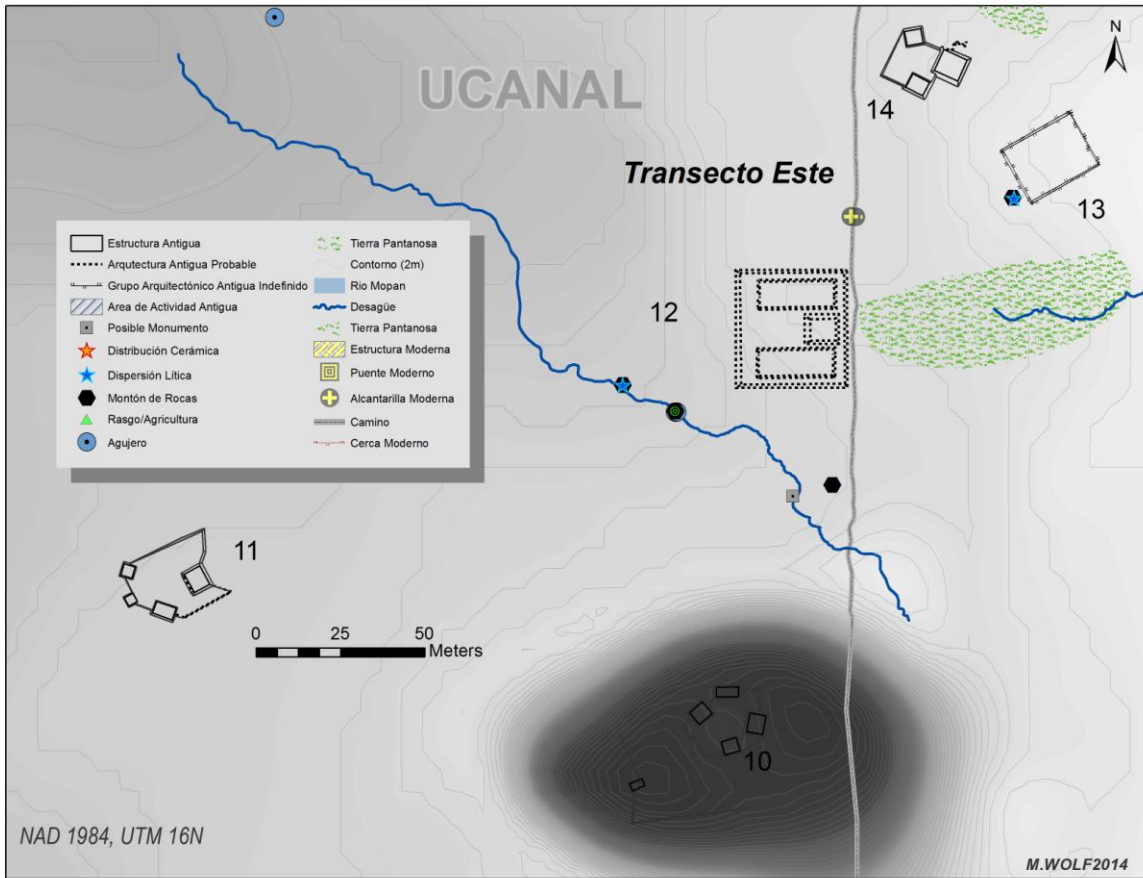 UCANAL
N
14
Transecto Este
13
Estructura Antigua
Arqutectura Antigua Probable
Grupo Arquitectónico Antigua Indefinido
Area de Actividad Antigua
Posible Monumento
Distribución Cerámica
Dispersión Lítica
Montón de Rocas
Rasgo/Agricultura
Agujero
Tierra Pantanosa
Contorno (2m)
Rio Mopan
Desagüe
Tierra Pantanosa
Estructura Moderna
Puente Moderno
Alcantarilla Moderna
Camino
Cerca Moderno
12
11
0 25 50
Meters
10
NAD 1984, UTM 16N
M.WOLF2014